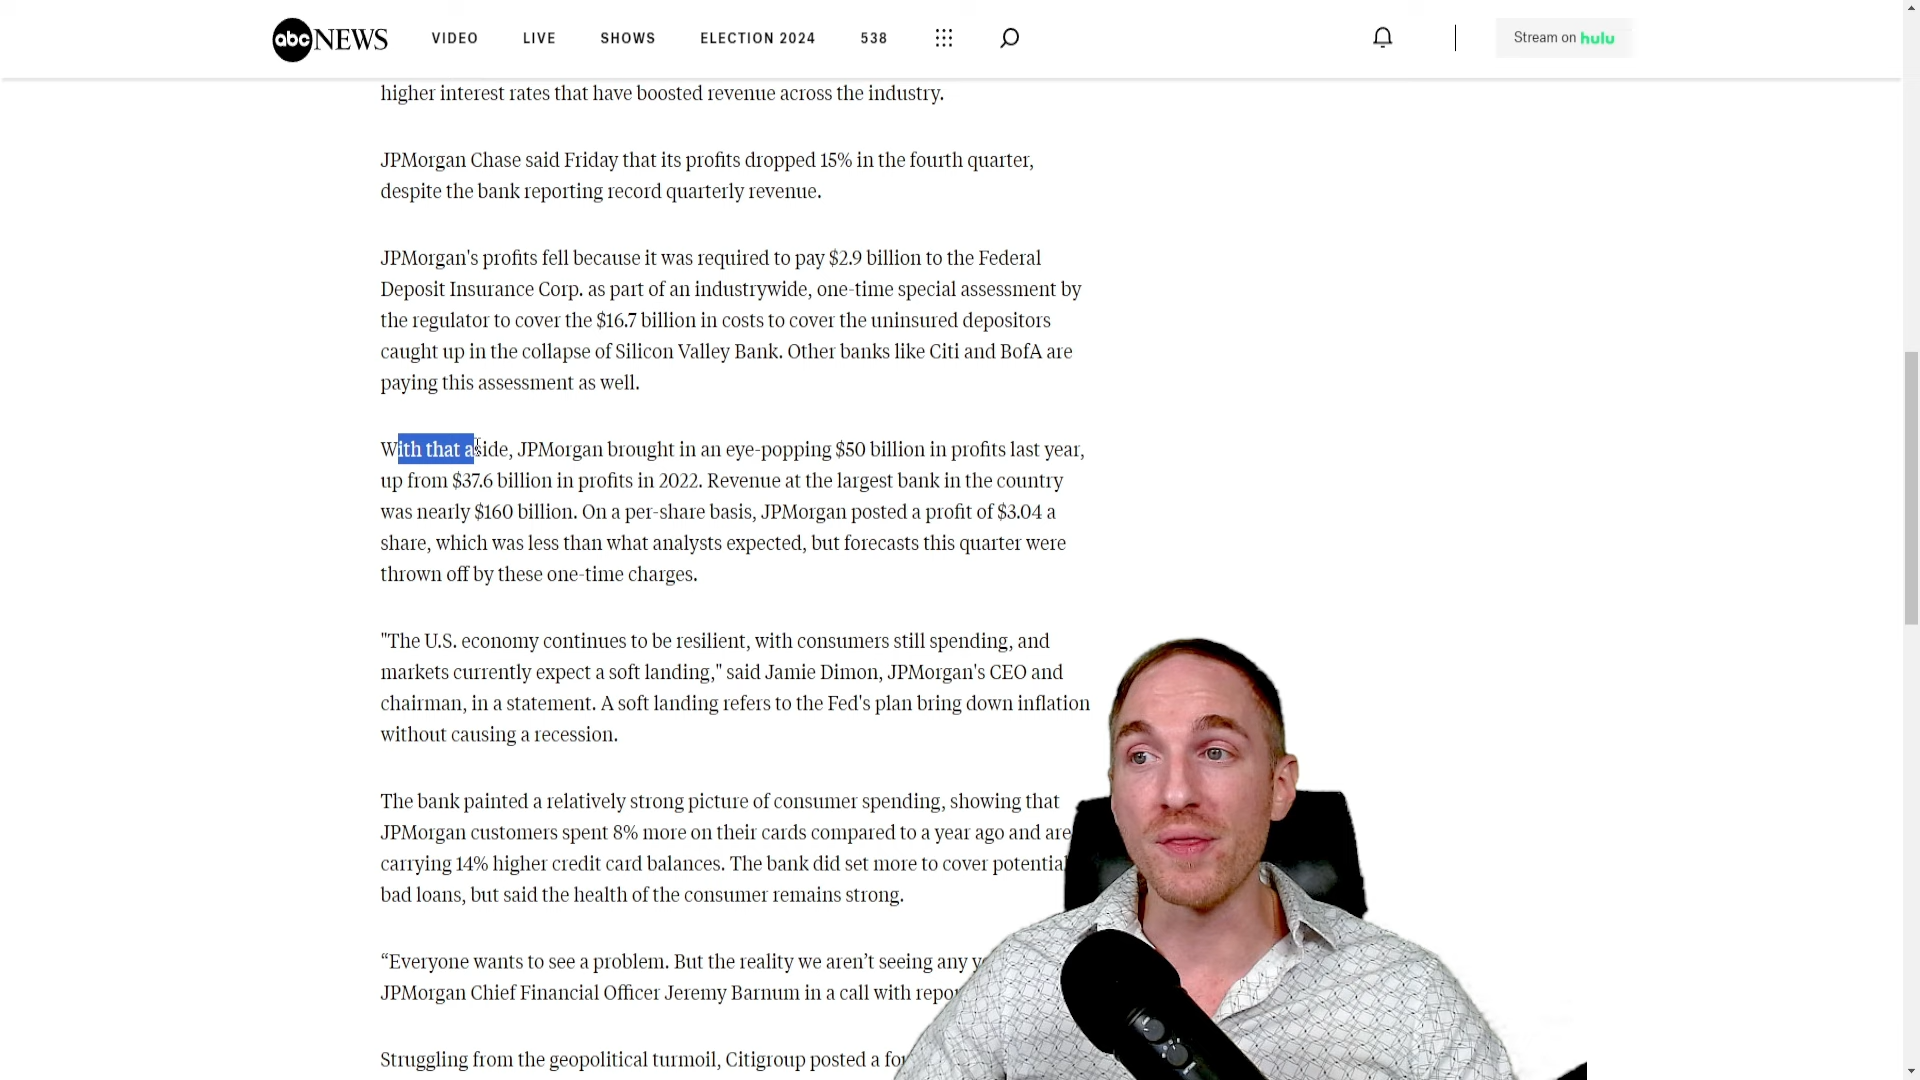 abc NEWS VIDEO LIVE SHOWS ELECTION 2024 538 Stream on hulu
higher interest rates that have boosted revenue across the industry.
JPMorgan Chase said Friday that its profits dropped 15% in the fourth quarter,
despite the bank reporting record quarterly revenue.
JPMorgan's profits fell because it was required to pay $2.9 billion to the Federal
Deposit Insurance Corp. as part of an industrywide, one-time special assessment by
the regulator to cover the $16.7 billion in costs to cover the uninsured depositors
caught up in the collapse of Silicon Valley Bank. Other banks like Citi and BofA are
paying this assessment as well.
With that aside, JPMorgan brought in an eye-popping $50 billion in profits last year,
up from $37.6 billion in profits in 2022. Revenue at the largest bank in the country
was nearly $160 billion. On a per-share basis, JPMorgan posted a profit of $3.04 a
share, which was less than what analysts expected, but forecasts this quarter were
thrown off by these one-time charges.
"The U.S. economy continues to be resilient, with consumers still spending, and
markets currently expect a soft landing," said Jamie Dimon, JPMorgan's CEO and
chairman, in a statement. A soft landing refers to the Fed's plan bring down inflation
without causing a recession.
The bank painted a relatively strong picture of consumer spending, showing that
JPMorgan customers spent 8% more on their cards compared to a year ago and are
carrying 14% higher credit card balances. The bank did set more to cover potential
bad loans, but said the health of the consumer remains strong.
“Everyone wants to see a problem. But the reality we aren’t seeing any
JPMorgan Chief Financial Officer Jeremy Barnum in a call with
Struggling from the geopolitical turmoil, Citigroup posted a